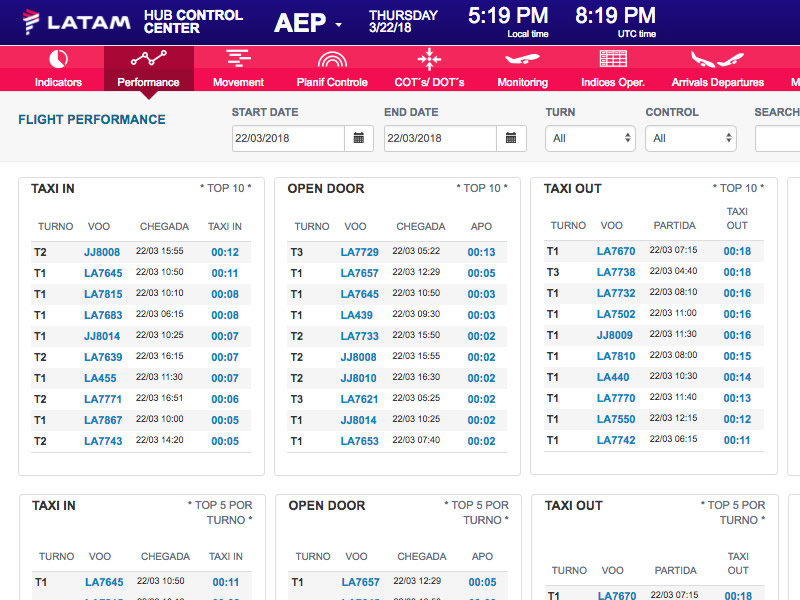 LATAM
HUB CONTROL
CENTER
AEP
THURSDAY
3/22/18
5:19 PM
Local time
8:19 PM
UTC time
Indicators Performance Movement Planif Controle COT´s/ DOT´s Monitoring Indices Oper. Arrivals Departures M
FLIGHT PERFORMANCE
START DATE END DATE TURN CONTROL SEARCH
22/03/2018 22/03/2018 All All
TAXI IN * TOP 10 *
TURNO VOO CHEGADA TAXI IN
T2 JJ8008 22/03 15:55 00:12
T1 LA7645 22/03 10:50 00:11
T1 LA7815 22/03 10:10 00:08
T1 LA7683 22/03 06:15 00:08
T1 JJ8014 22/03 10:25 00:07
T2 LA7639 22/03 16:15 00:07
T1 LA455 22/03 11:30 00:07
T2 LA7771 22/03 16:51 00:06
T1 LA7867 22/03 10:00 00:05
T2 LA7743 22/03 14:20 00:05
OPEN DOOR * TOP 10 *
TURNO VOO CHEGADA APO
T3 LA7729 22/03 05:22 00:13
T1 LA7657 22/03 12:29 00:05
T1 LA7645 22/03 10:50 00:03
T1 LA439 22/03 09:30 00:03
T2 LA7733 22/03 15:50 00:02
T2 JJ8008 22/03 15:55 00:02
T2 JJ8010 22/03 16:30 00:02
T3 LA7621 22/03 05:25 00:02
T1 JJ8014 22/03 10:25 00:02
T1 LA7653 22/03 07:40 00:02
TAXI OUT * TOP 10 *
TURNO VOO PARTIDA TAXI
OUT
T1 LA7670 22/03 07:15 00:18
T3 LA7738 22/03 04:40 00:18
T1 LA7732 22/03 08:10 00:16
T1 LA7502 22/03 11:00 00:16
T1 JJ8009 22/03 11:30 00:16
T1 LA7810 22/03 08:00 00:15
T1 LA440 22/03 10:30 00:14
T1 LA7770 22/03 11:40 00:13
T1 LA7550 22/03 12:15 00:12
T1 LA7742 22/03 06:15 00:11
TAXI IN * TOP 5 POR
TURNO *
TURNO VOO CHEGADA TAXI IN
T1 LA7645 22/03 10:50 00:11
OPEN DOOR * TOP 5 POR
TURNO *
TURNO VOO CHEGADA APO
T1 LA7657 22/03 12:29 00:05
TAXI OUT * TOP 5 POR
TURNO *
TURNO VOO PARTIDA TAXI
OUT
T1 LA7670 22/03 07:15 00:18